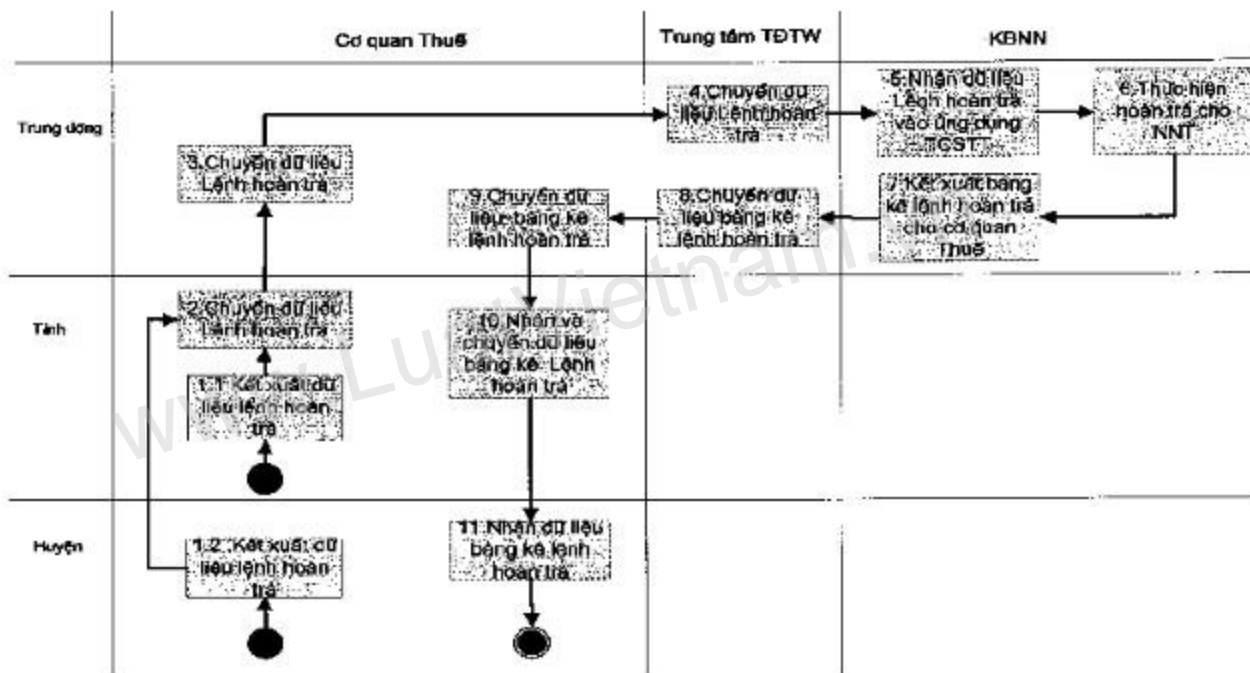 Cơ quan Thuế
Trung tâm TĐTW
KBNN
Trung ương
4.Chuyển dữ
liệu Lệnh hoàn
trả
5.Nhận dữ liệu
Lệnh hoàn trả
vào ứng dụng
TCST
6.Thực hiện
hoàn trả cho
NNT
3.Chuyển dữ liệu
Lệnh hoàn trả
9.Chuyển dữ
liệu bảng kê
lệnh hoàn trả
8.Chuyển dữ
liệu bảng kê
lệnh hoàn trả
7.Kết xuất bảng
kê lệnh hoàn trả
cho cơ quan
Thuế
Tỉnh
2.Chuyển dữ liệu
Lệnh hoàn trả
10.Nhận và
chuyển dữ liệu
bảng kê Lệnh
hoàn trả
1.1 Kết xuất dữ
liệu lệnh hoàn
trả
Huyện
1.2. Kết xuất dữ
liệu lệnh hoàn
trả
11.Nhận dữ liệu
bảng kê lệnh
hoàn trả
www.LuatVietnam.